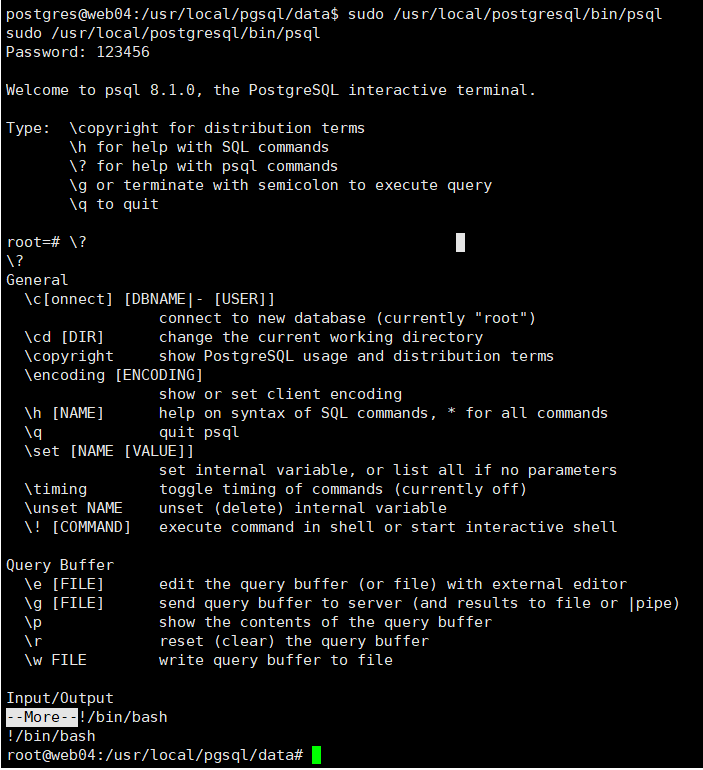 postgres@web04:/usr/local/pgsql/data$ sudo /usr/local/postgresql/bin/psql
sudo /usr/local/postgresql/bin/psql
Password: 123456

Welcome to psql 8.1.0, the PostgreSQL interactive terminal.

Type:  \copyright for distribution terms
       \h for help with SQL commands
       \? for help with psql commands
       \g or terminate with semicolon to execute query
       \q to quit

root=# \?
\?
General
  \c[onnect] [DBNAME|- [USER]]
                 connect to new database (currently "root")
  \cd [DIR]      change the current working directory
  \copyright     show PostgreSQL usage and distribution terms
  \encoding [ENCODING]
                 show or set client encoding
  \h [NAME]      help on syntax of SQL commands, * for all commands
  \q             quit psql
  \set [NAME [VALUE]]
                 set internal variable, or list all if no parameters
  \timing        toggle timing of commands (currently off)
  \unset NAME    unset (delete) internal variable
  \! [COMMAND]   execute command in shell or start interactive shell

Query Buffer
  \e [FILE]      edit the query buffer (or file) with external editor
  \g [FILE]      send query buffer to server (and results to file or |pipe)
  \p             show the contents of the query buffer
  \r             reset (clear) the query buffer
  \w FILE        write query buffer to file

Input/Output
--More--!/bin/bash
!/bin/bash
root@web04:/usr/local/pgsql/data#